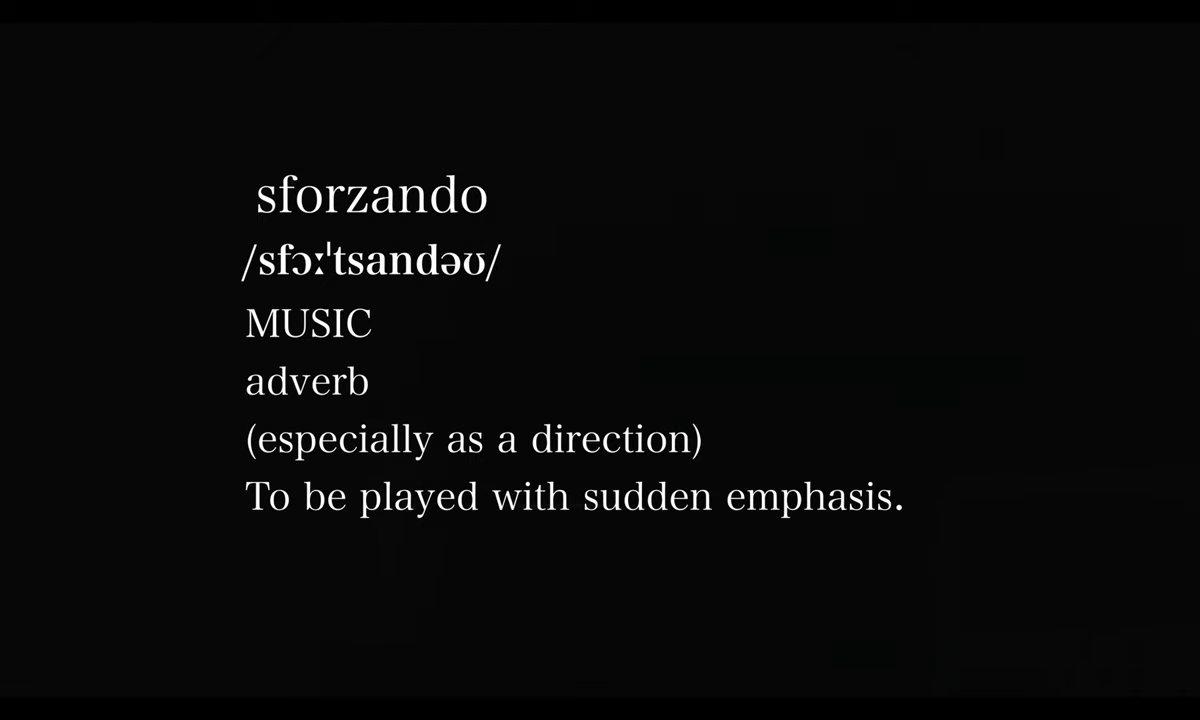 sforzando
/sfɔːˈtsandəʊ/
MUSIC
adverb
(especially as a direction)
To be played with sudden emphasis.